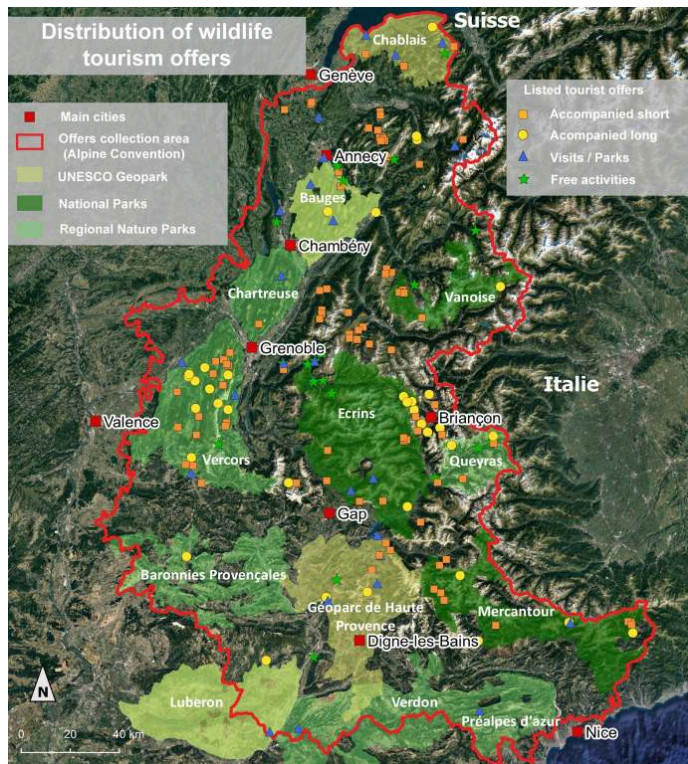 Distribution of wildlife
tourism offers
Suisse
Chablais
Genève
Main cities
Offers collection area
(Alpine Convention)
UNESCO Geopark
National Parks
Regional Nature Parks
Listed tourist offers
Accompanied short
Acompanied long
Visits / Parks
Free activities
Annecy
Bauges
Chambéry
Chartreuse
Vanoise
Grenoble
Italie
Ecrins
Valence
Briançon
Vercors
Queyras
Gap
Baronnies Provençales
Géoparc de Haute
Provence
Mercantour
Digne-les-Bains
N
Luberon
Verdon
Préalpes d'azur
Nice
0 20 40 km